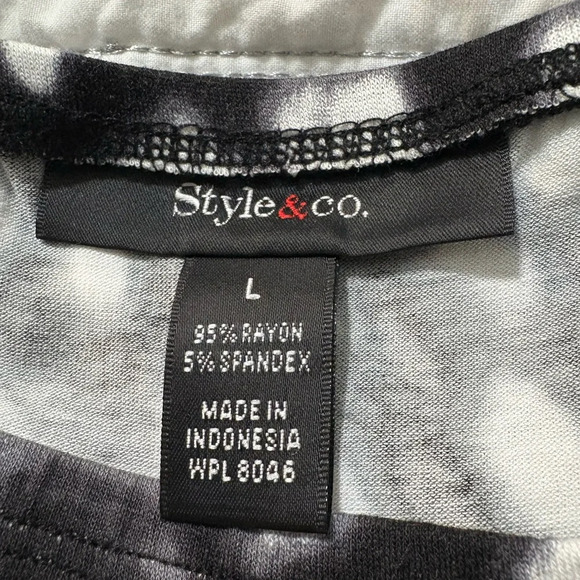 Style&co.
L
95% RAYON
5% SPANDEX
MADE IN
INDONESIA
WPL 8046